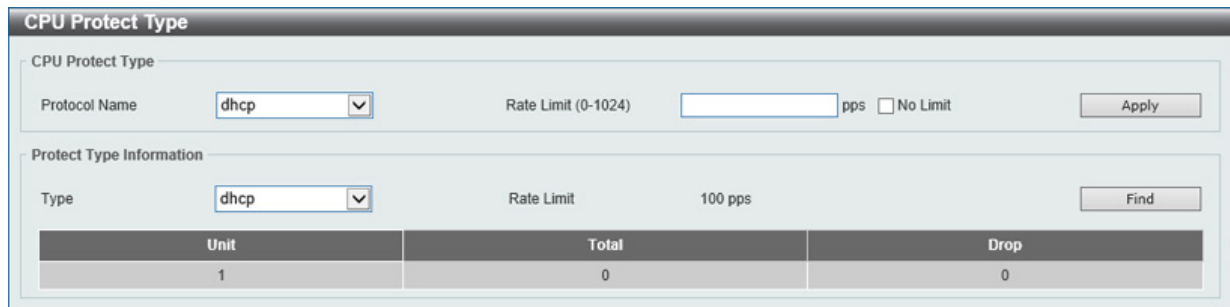 CPU Protect Type
CPU Protect Type
Protocol Name dhcp Rate Limit (0-1024) pps No Limit Apply
Protect Type Information
Type dhcp Rate Limit 100 pps Find
Unit Total Drop
1 0 0